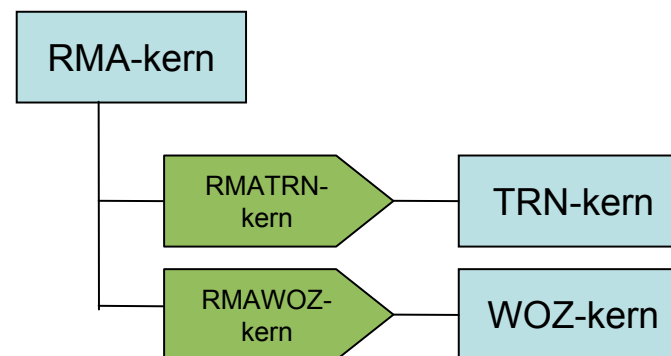 RMA-kern
RMATRN-
kern
TRN-kern
RMAWOZ-
kern
WOZ-kern